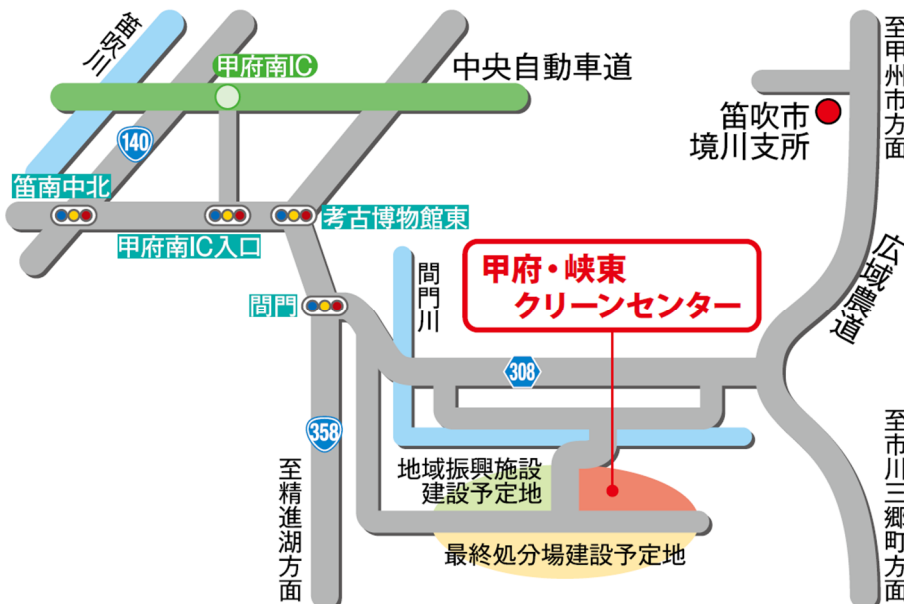 笛吹川
甲府南IC
中央自動車道
至甲州市方面
140
笛吹市
境川支所
笛南中北
考古博物館東
甲府南IC入口
広域農道
間門川
甲府・峡東
クリーンセンター
間門
308
358
至精進湖方面
地域振興施設
建設予定地
至市川三郷町方面
最終処分場建設予定地